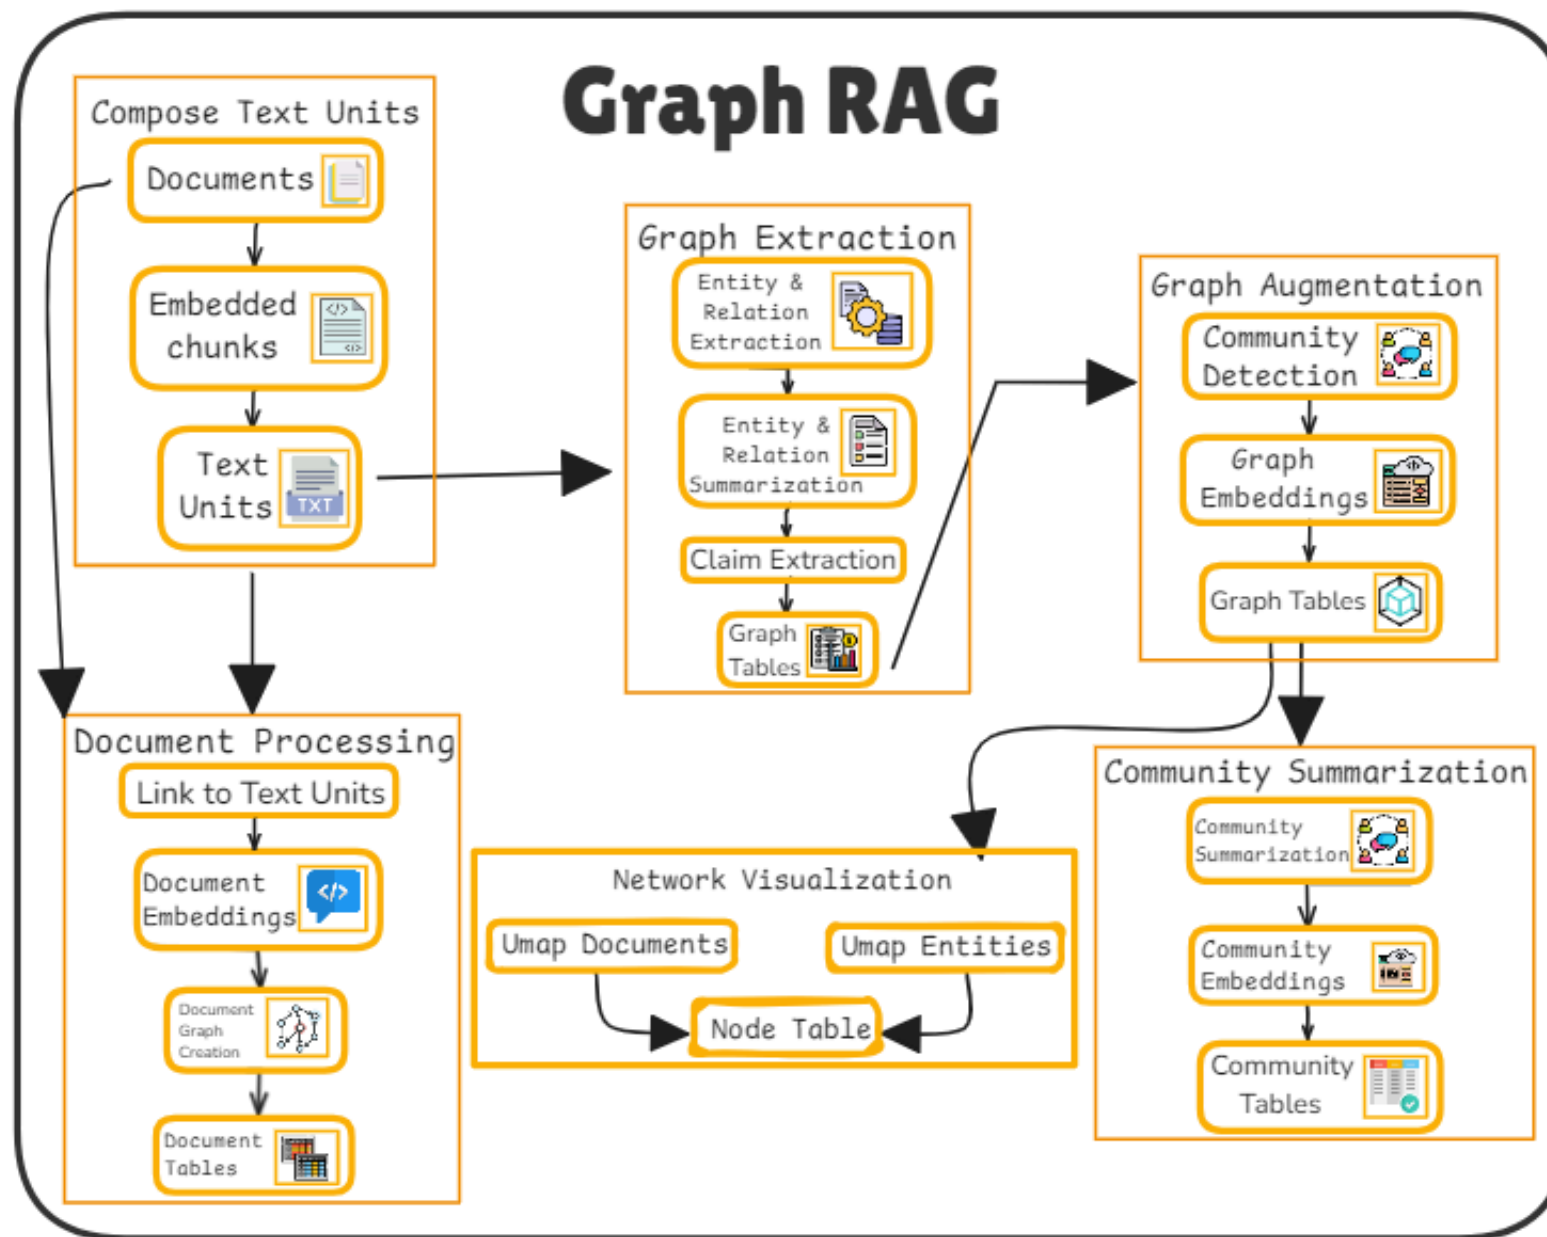 Graph RAG
Compose Text Units
Documents
Embedded
chunks
</>
</>
Text
Units
TXT
Graph Extraction
Entity &
Relation
Extraction
Entity &
Relation
Summarization
Claim Extraction
Graph
Tables
Graph Augmentation
Community
Detection
Graph
Embeddings
Graph Tables
Document Processing
Link to Text Units
Document
Embeddings
</>
Document
Graph
Creation
Document
Tables
Network Visualization
Umap Documents
Umap Entities
Node Table
Community Summarization
Community
Summarization
Community
Embeddings
Community
Tables